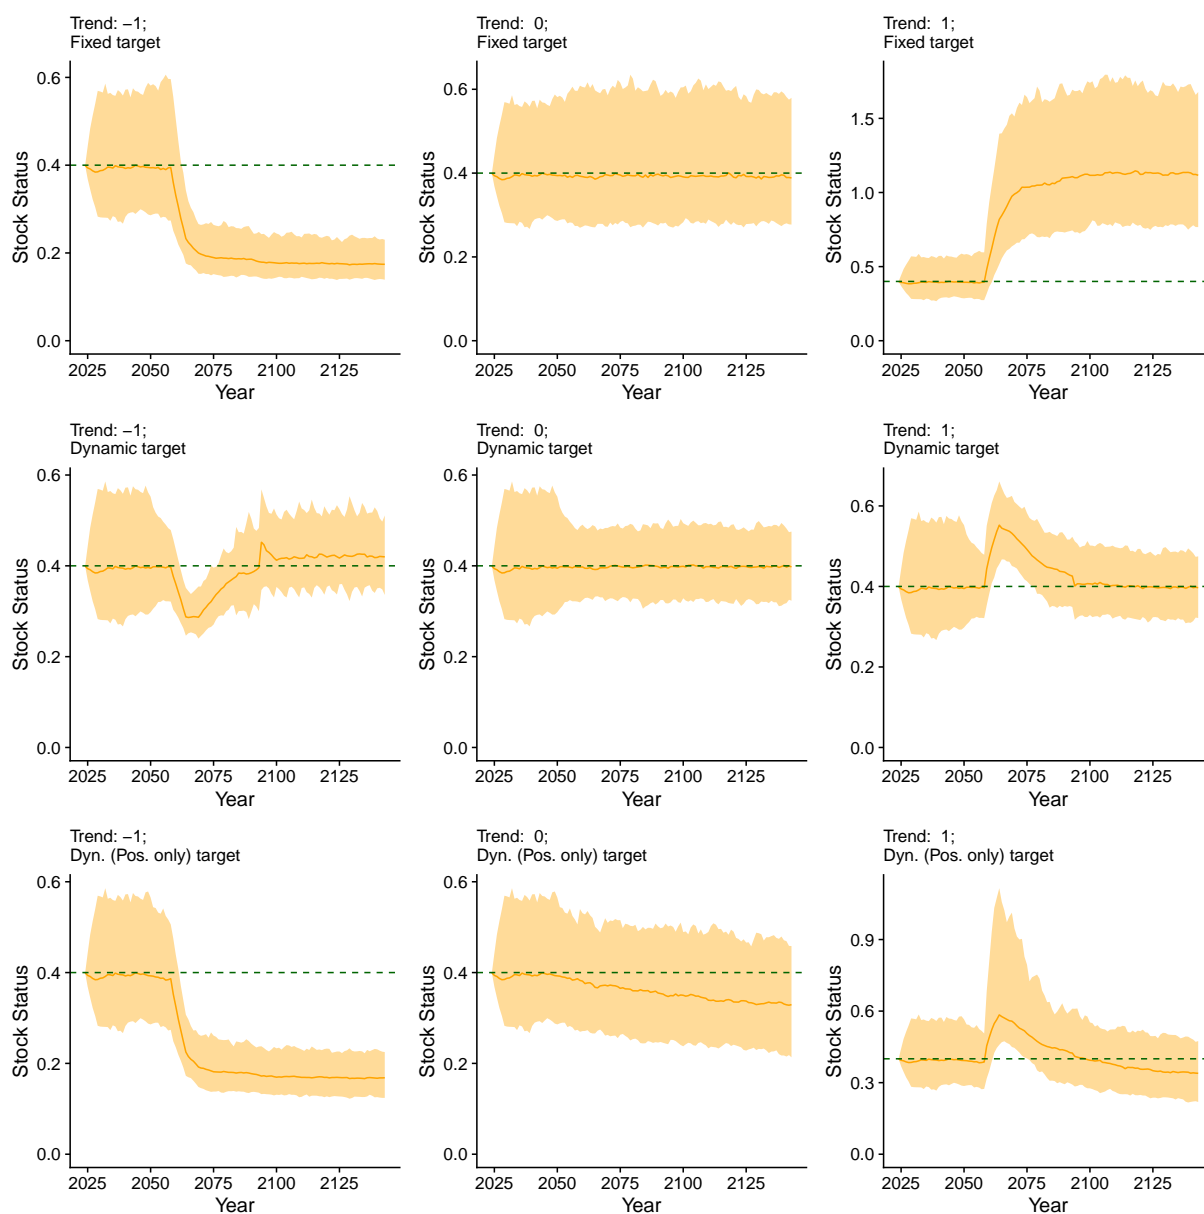 Trend: −1;
Fixed target
Stock Status
0.6
0.4
0.2
0.0
2025 2050 2075 2100 2125
Year
Trend:  0;
Fixed target
Stock Status
0.6
0.4
0.2
0.0
2025 2050 2075 2100 2125
Year
Trend:  1;
Fixed target
Stock Status
1.5
1.0
0.5
0.0
2025 2050 2075 2100 2125
Year
Trend: −1;
Dynamic target
Stock Status
0.6
0.4
0.2
0.0
2025 2050 2075 2100 2125
Year
Trend:  0;
Dynamic target
Stock Status
0.6
0.4
0.2
0.0
2025 2050 2075 2100 2125
Year
Trend:  1;
Dynamic target
Stock Status
0.6
0.4
0.2
0.0
2025 2050 2075 2100 2125
Year
Trend: −1;
Dyn. (Pos. only) target
Stock Status
0.6
0.4
0.2
0.0
2025 2050 2075 2100 2125
Year
Trend:  0;
Dyn. (Pos. only) target
Stock Status
0.6
0.4
0.2
0.0
2025 2050 2075 2100 2125
Year
Trend:  1;
Dyn. (Pos. only) target
Stock Status
0.9
0.6
0.3
0.0
2025 2050 2075 2100 2125
Year